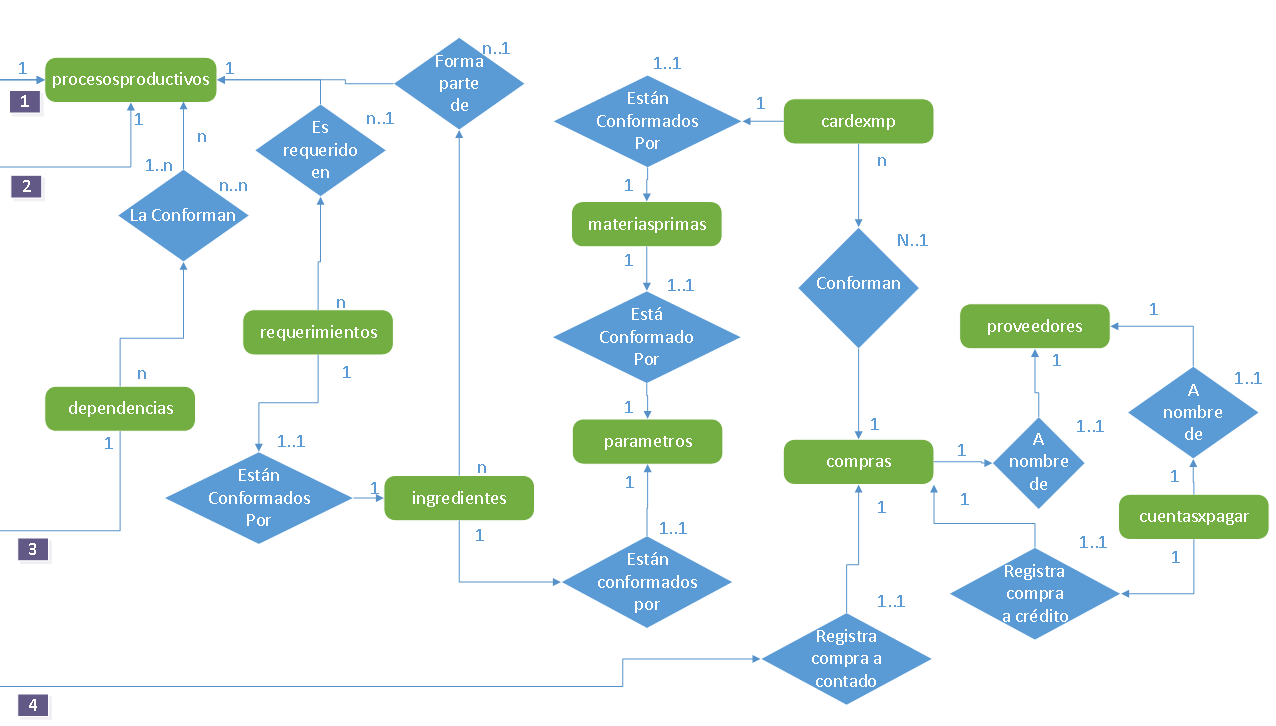 1
procesosproductivos
1
1
1
2
1..n
n
n..n
La Conforman
n
dependencias
1
3
Es
requerido
en
n..1
n
requerimientos
1
1..1
Están
Conformados
Por
1
Forma
parte
de
n..1
n
ingredientes
1
1..1
Están
Conformados
Por
1
1
materiasprimas
1
1..1
Está
Conformado
Por
1
parametros
1
1..1
Están
conformados
por
cardexmp
n
N..1
Conforman
1
compras
1
1
1
1..1
Registra
compra a
contado
4
proveedores
1
1
1..1
A
nombre
de
1..1
A
nombre
de
1
cuentasxpagar
1
1..1
Registra
compra
a crédito